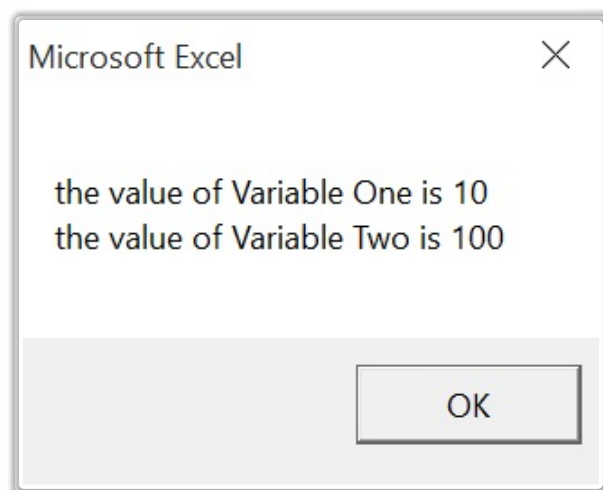 Microsoft Excel
the value of Variable One is 10
the value of Variable Two is 100
OK